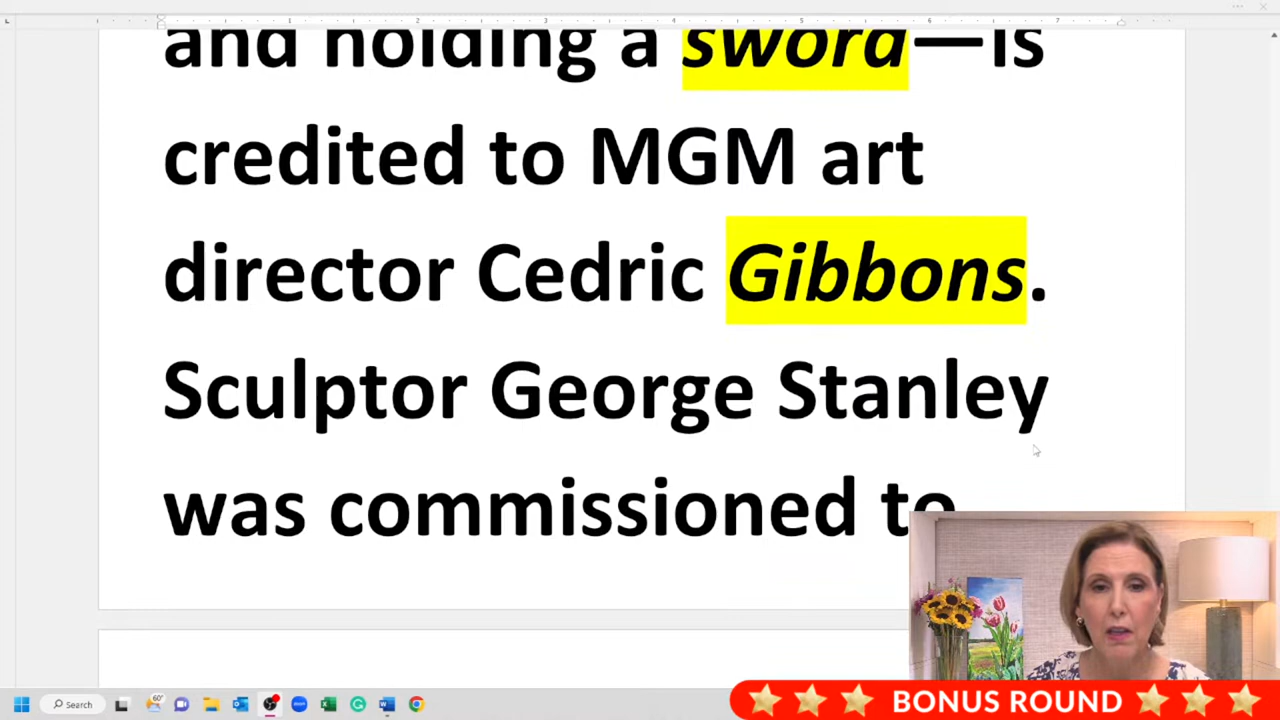 and holding a sword—is
credited to MGM art
director Cedric Gibbons.
Sculptor George Stanley
was commissioned to
60°
Search
BONUS ROUND